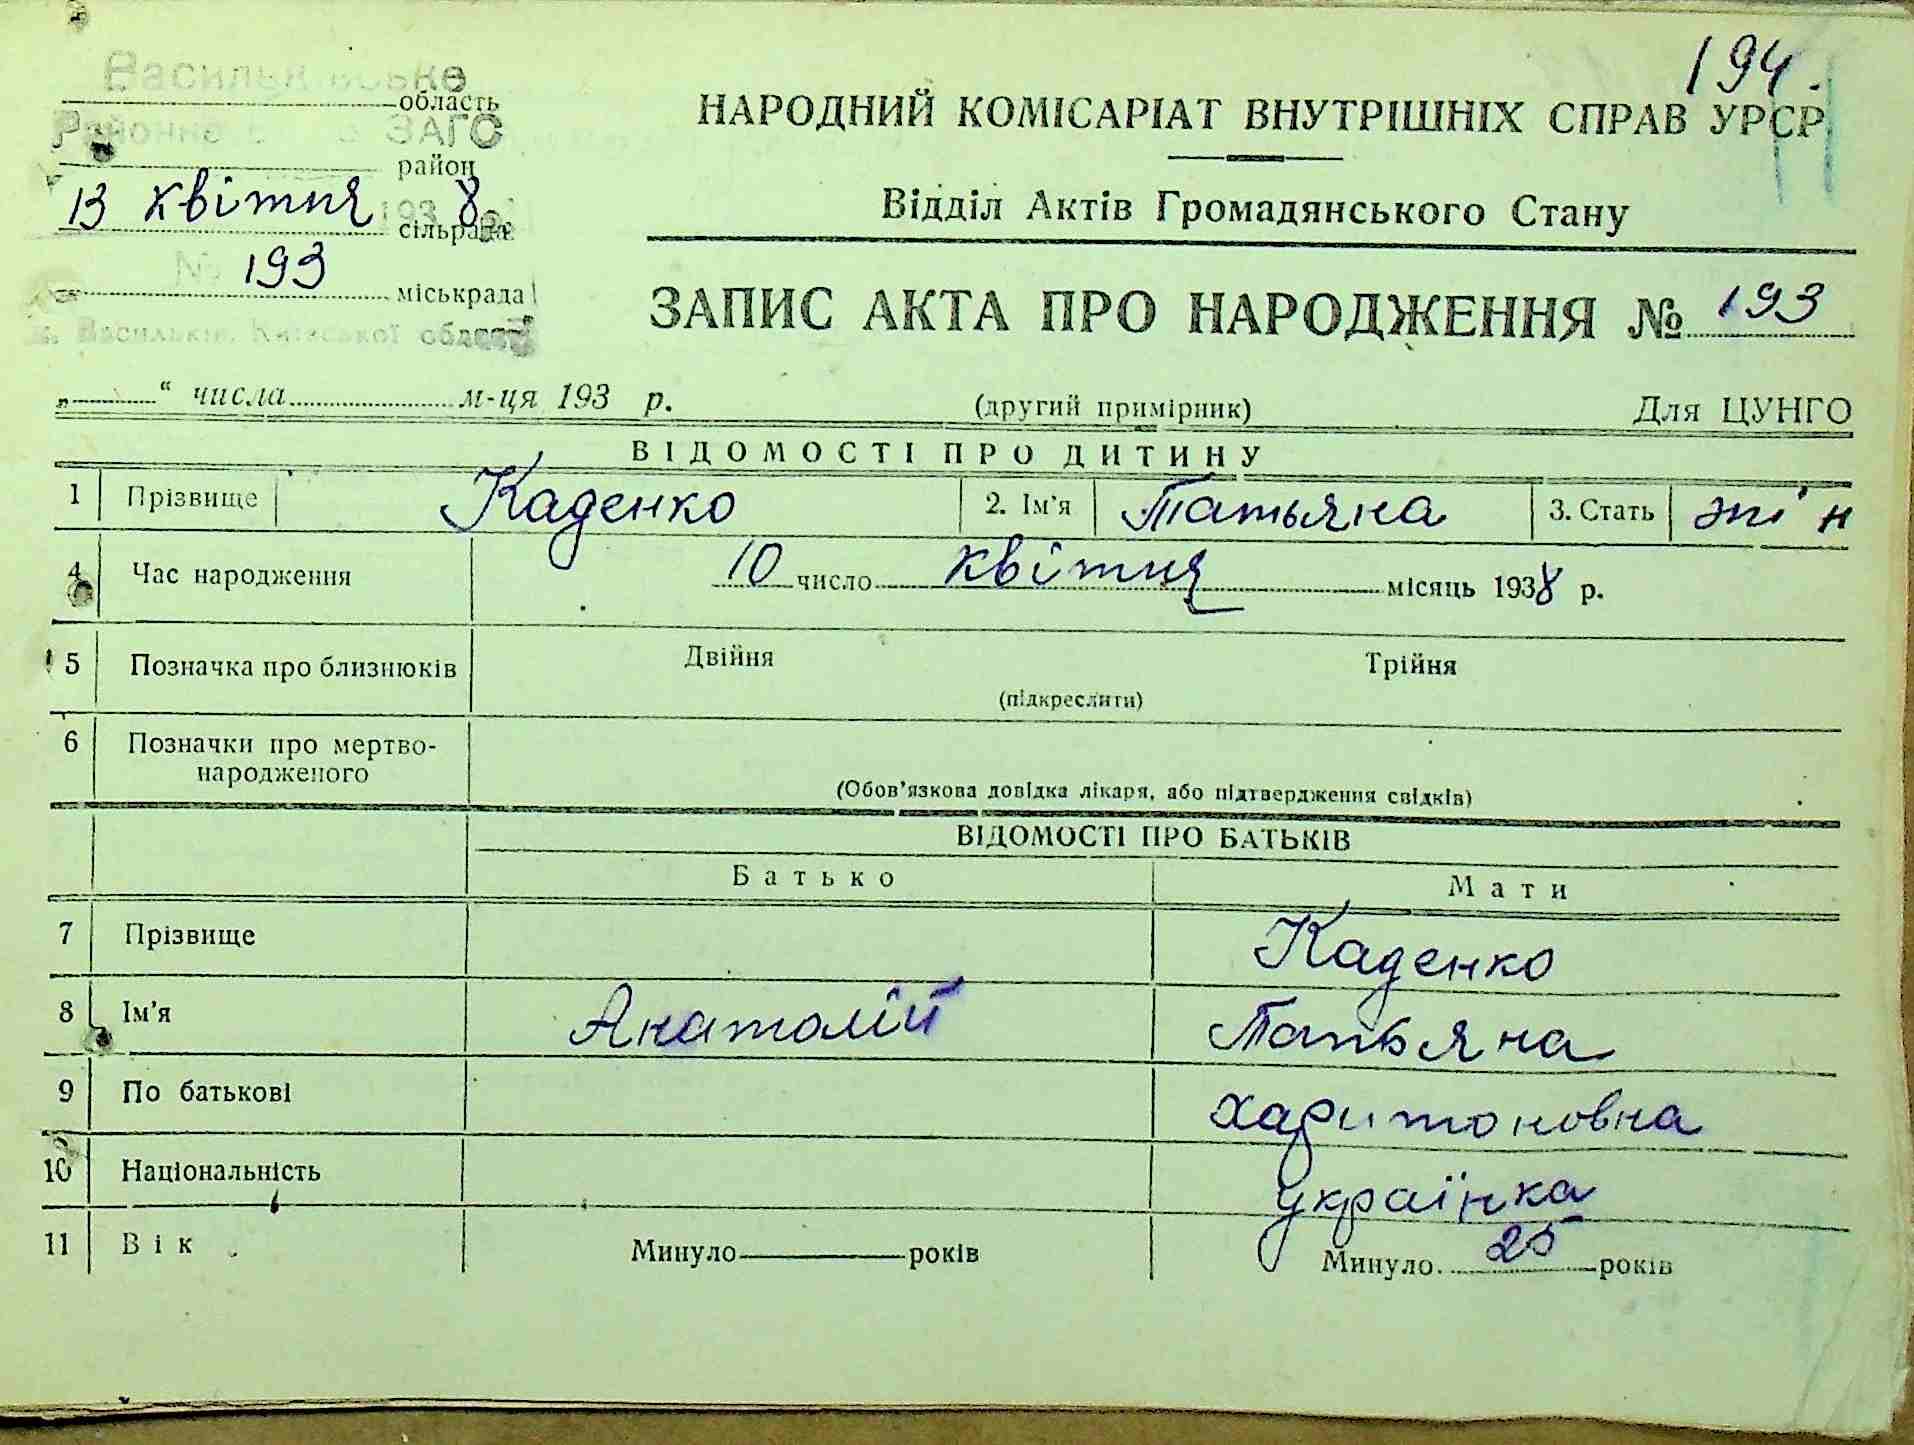 194.
Васильківське
область
Районне ЗАГС
район
13 квітня 1938 р.
сільрада
№ 193
міськрада
м. Васильків, Київської області
НАРОДНИЙ КОМІСАРІАТ ВНУТРІШНІХ СПРАВ УРСР
Відділ Актів Громадянського Стану
ЗАПИС АКТА ПРО НАРОДЖЕННЯ № 193
„ “ числа м-ця 193 р. (другий примірник) Для ЦУНГО
ВІДОМОСТІ ПРО ДИТИНУ
1 Прізвище Каденко 2. Ім'я Татьяна 3. Стать жін
4 Час народження 10 число квітня місяць 1938 р.
5 Позначка про близнюків Двійня Трійня
(підкреслити)
6 Позначки про мертво-
народженого
(Обов'язкова довідка лікаря, або підтвердження свідків)
ВІДОМОСТІ ПРО БАТЬКІВ
Батько Мати
7 Прізвище Каденко
8 Ім'я Анатолій Татьяна
9 По батькові Харитоновна
10 Національність українка
11 Вік Минуло років Минуло 25 років